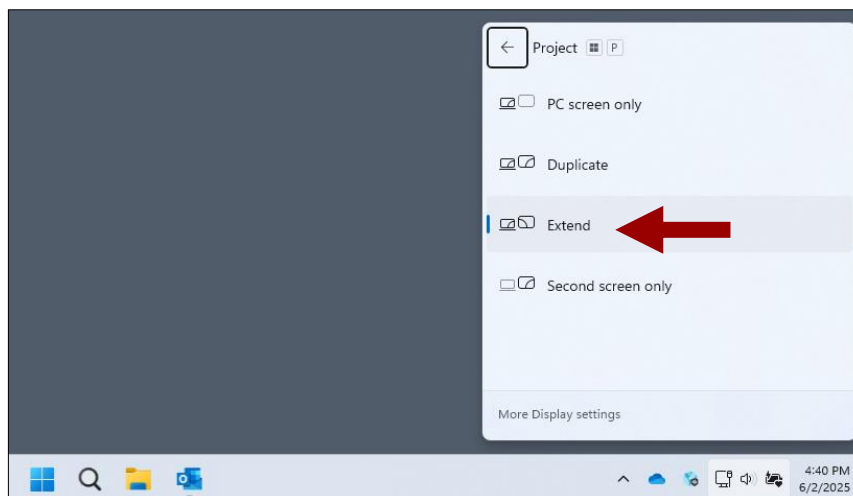 Project P
PC screen only
Duplicate
Extend
Second screen only
More Display settings
4:40 PM
6/2/2025